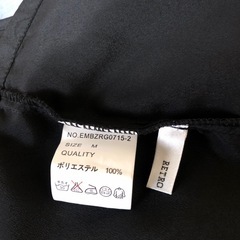 NO.EMBZRG0715-2
SIZE M
QUALITY
ポリエステル 100%
RETRO